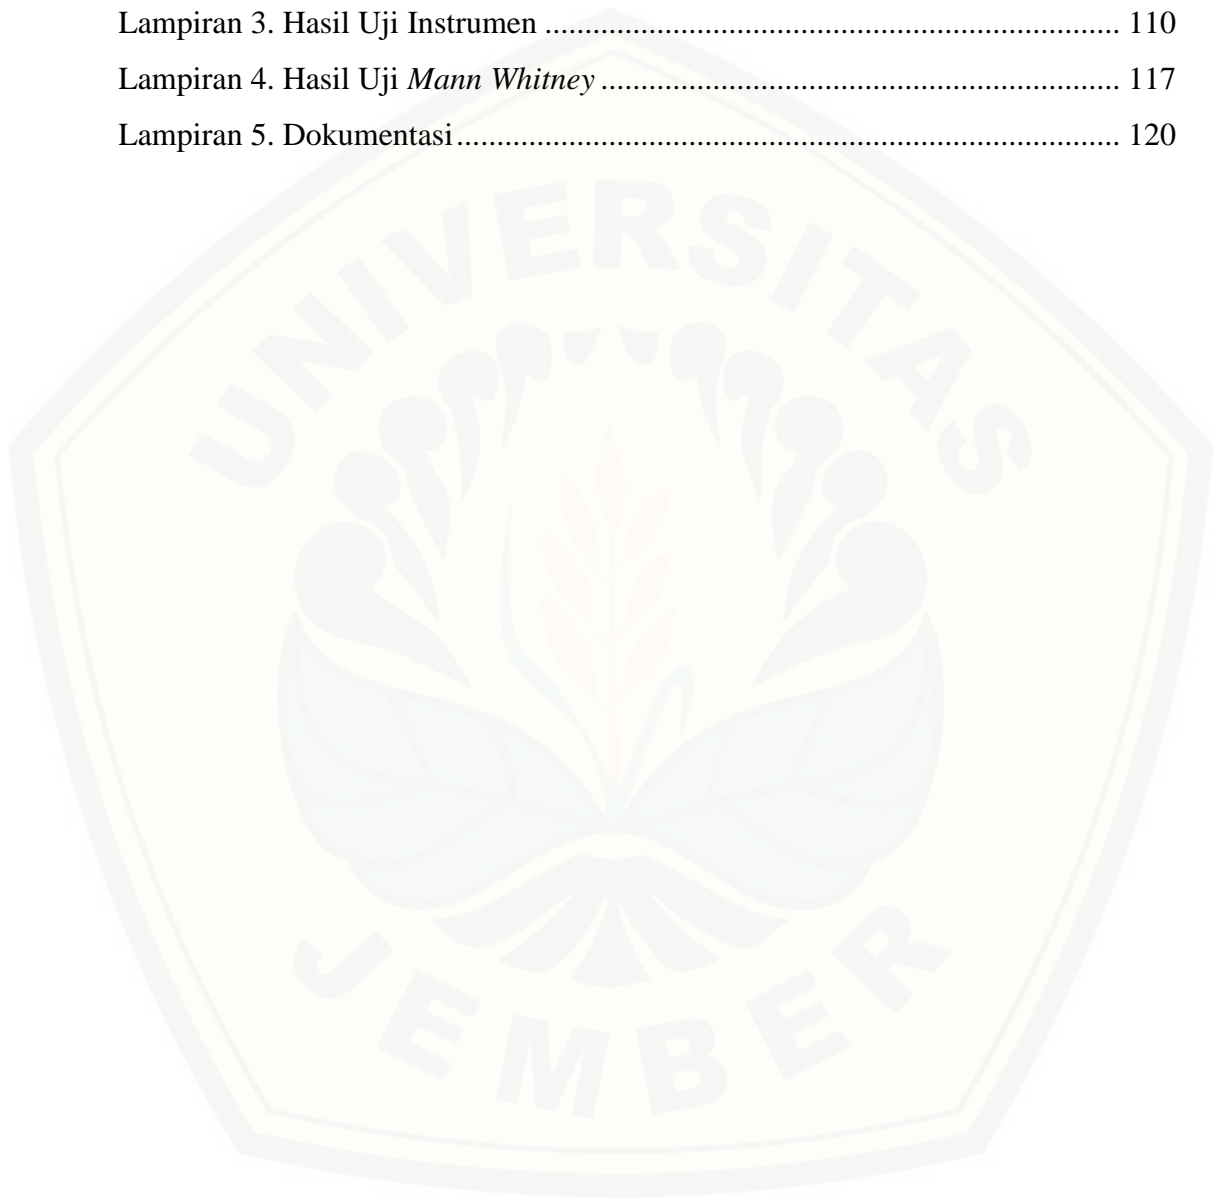 Lampiran 3. Hasil Uji Instrumen ........................................................................ 110
Lampiran 4. Hasil Uji Mann Whitney ................................................................. 117
Lampiran 5. Dokumentasi ................................................................................... 120
UNIVERSITAS
JEMBER